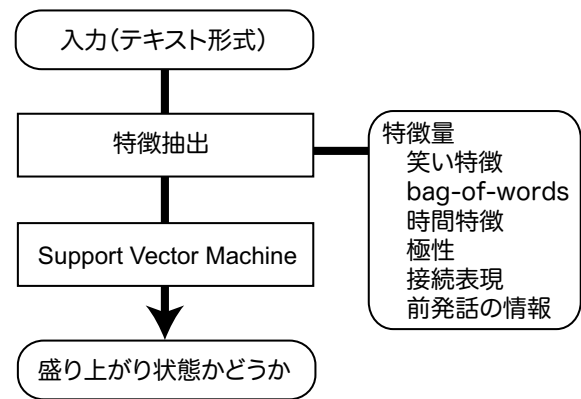 入力(テキスト形式)
特徴抽出
Support Vector Machine
盛り上がり状態かどうか
特徴量
笑い特徴
bag-of-words
時間特徴
極性
接続表現
前発話の情報